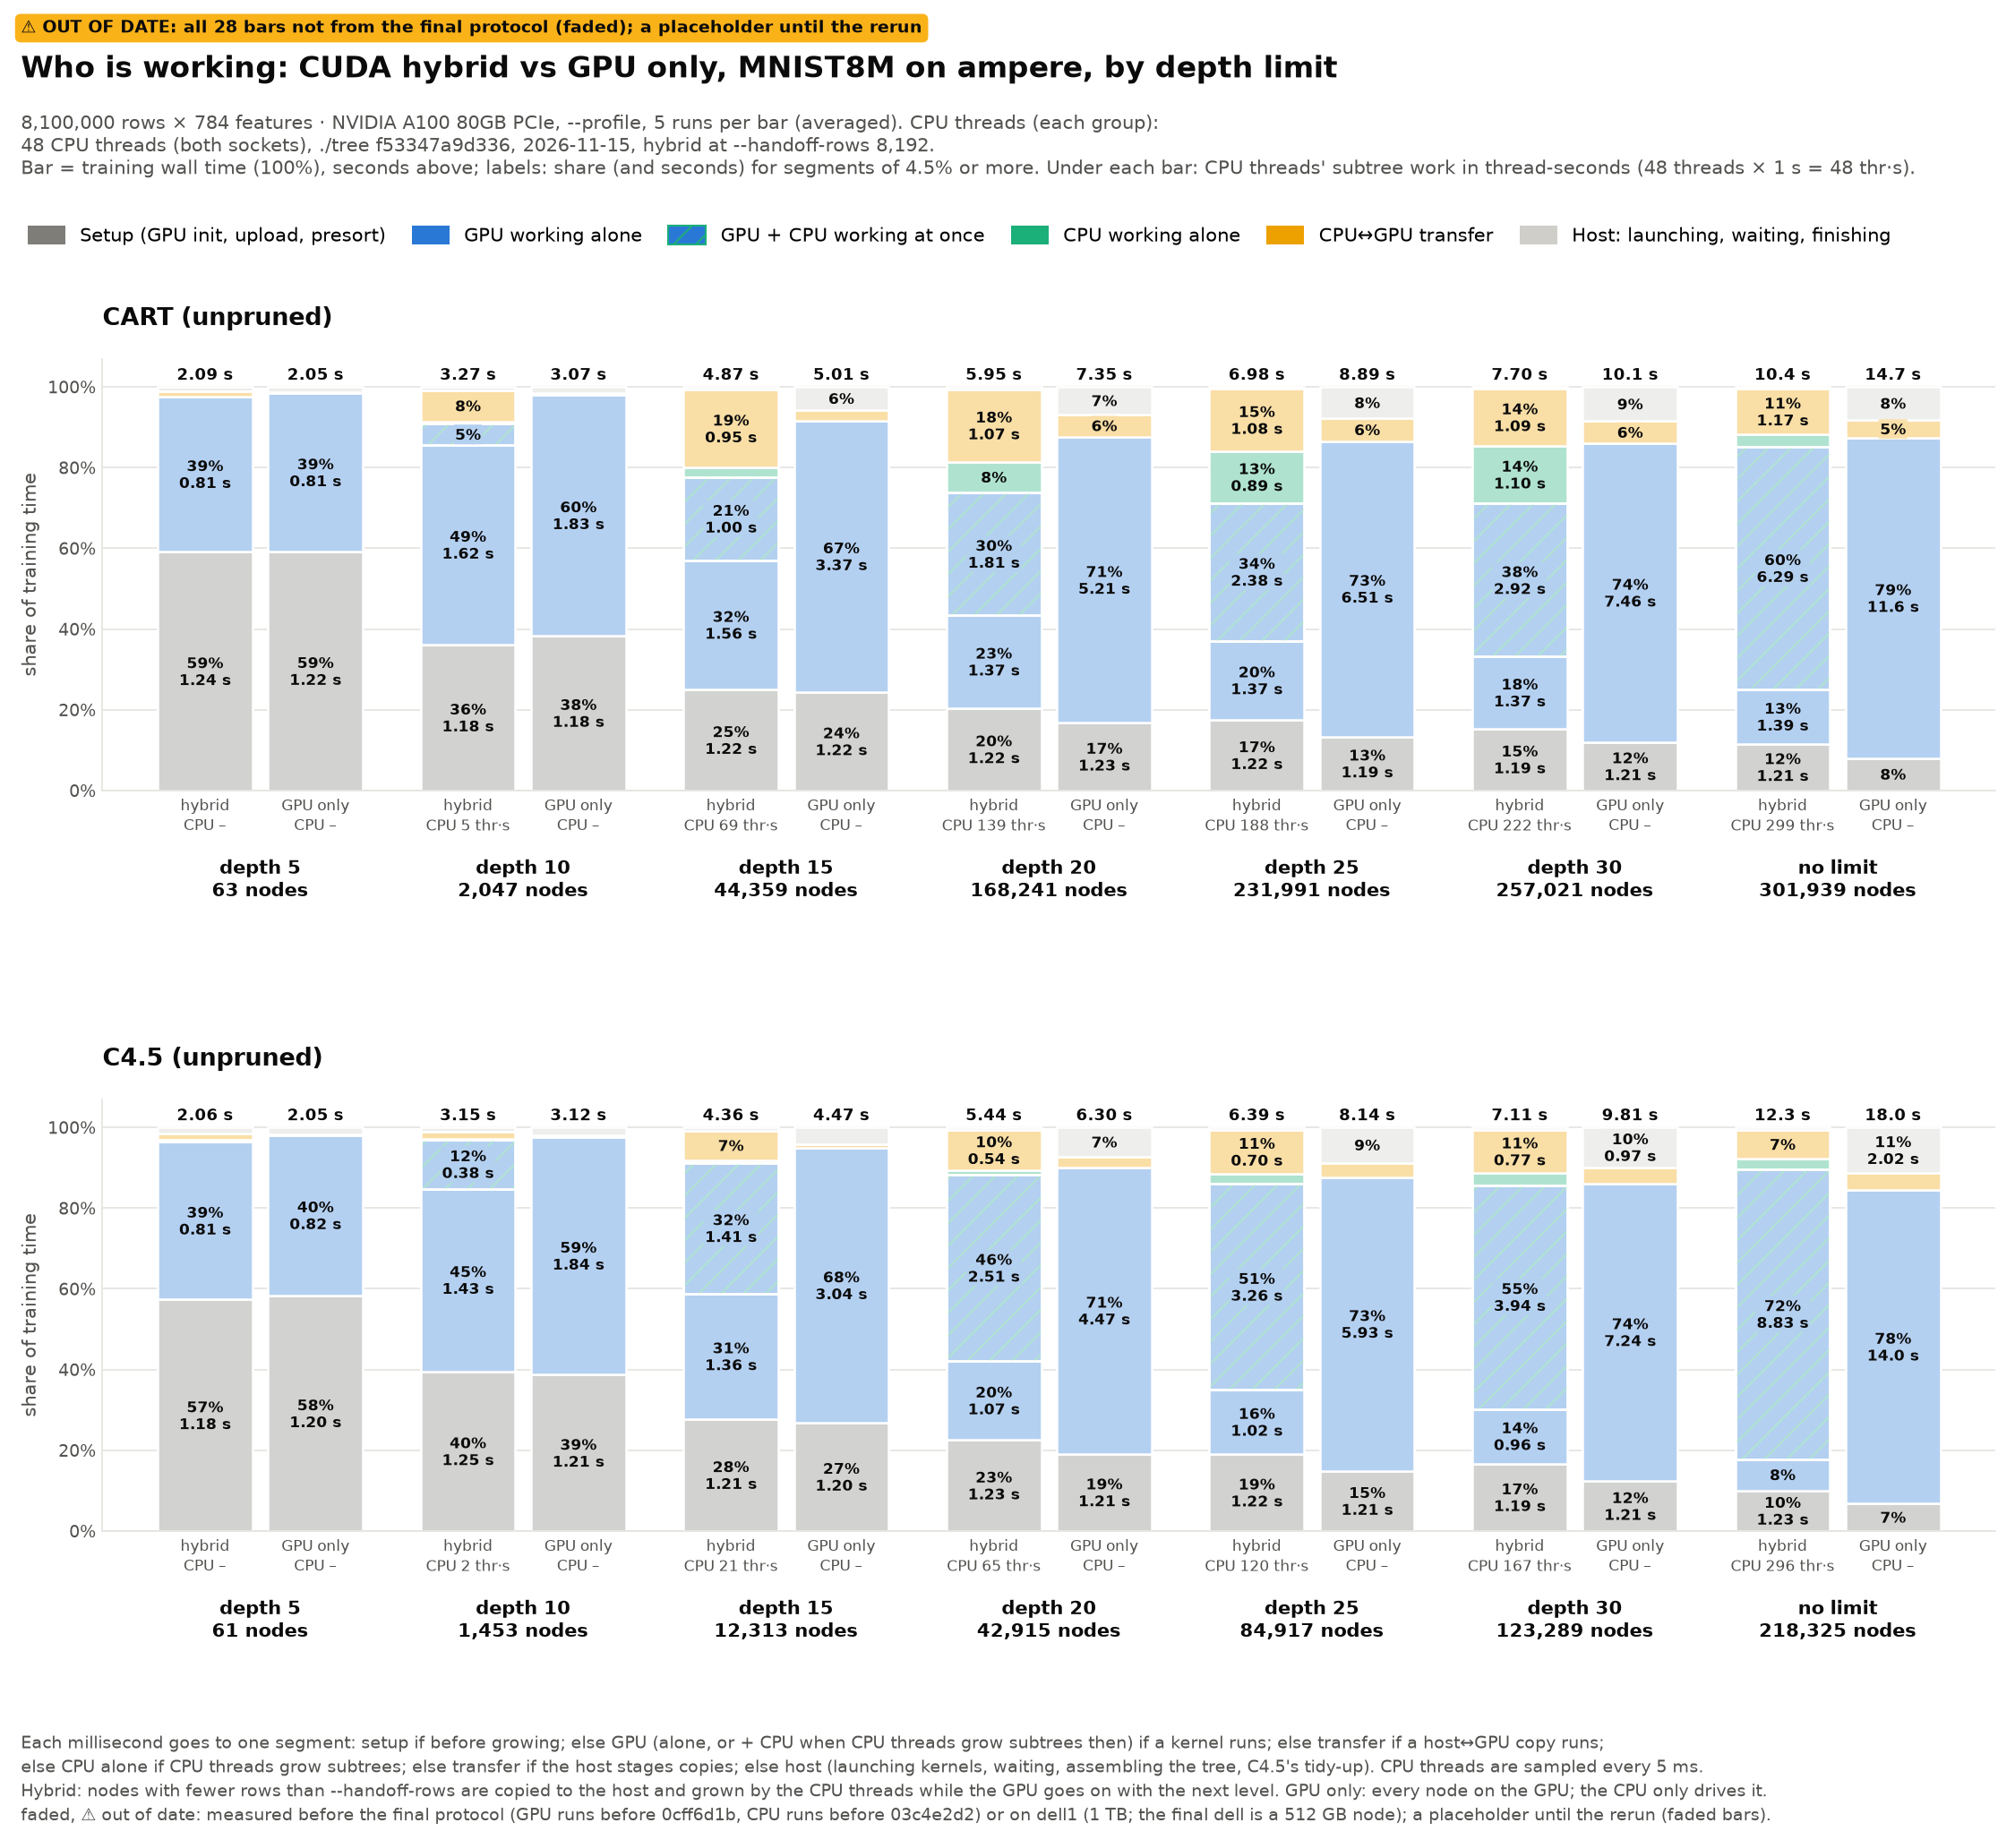 ⚠ OUT OF DATE: all 28 bars not from the final protocol (faded); a placeholder until the rerun
Who is working: CUDA hybrid vs GPU only, MNIST8M on ampere, by depth limit
8,100,000 rows × 784 features · NVIDIA A100 80GB PCIe, --profile, 5 runs per bar (averaged). CPU threads (each group):
48 CPU threads (both sockets), ./tree f53347a9d336, 2026-11-15, hybrid at --handoff-rows 8,192.
Bar = training wall time (100%), seconds above; labels: share (and seconds) for segments of 4.5% or more. Under each bar: CPU threads' subtree work in thread-seconds (48 threads × 1 s = 48 thr·s).
Setup (GPU init, upload, presort) GPU working alone GPU + CPU working at once CPU working alone CPU↔GPU transfer Host: launching, waiting, finishing
CART (unpruned)
2.09 s 2.05 s 3.27 s 3.07 s 4.87 s 5.01 s 5.95 s 7.35 s 6.98 s 8.89 s 7.70 s 10.1 s 10.4 s 14.7 s
share of training time
100%
80%
60%
40%
20%
0%
39%
0.81 s
59%
1.24 s
39%
0.81 s
59%
1.22 s
8%
5%
49%
1.62 s
36%
1.18 s
60%
1.83 s
38%
1.18 s
19%
0.95 s
21%
1.00 s
32%
1.56 s
25%
1.22 s
6%
67%
3.37 s
24%
1.22 s
18%
1.07 s
8%
30%
1.81 s
23%
1.37 s
20%
1.22 s
7%
6%
71%
5.21 s
17%
1.23 s
15%
1.08 s
13%
0.89 s
34%
2.38 s
20%
1.37 s
17%
1.22 s
8%
6%
73%
6.51 s
13%
1.19 s
14%
1.09 s
14%
1.10 s
38%
2.92 s
18%
1.37 s
15%
1.19 s
9%
6%
74%
7.46 s
12%
1.21 s
11%
1.17 s
60%
6.29 s
13%
1.39 s
12%
1.21 s
8%
5%
79%
11.6 s
8%
hybrid GPU only hybrid GPU only hybrid GPU only hybrid GPU only hybrid GPU only hybrid GPU only hybrid GPU only
CPU – CPU – CPU 5 thr·s CPU – CPU 69 thr·s CPU – CPU 139 thr·s CPU – CPU 188 thr·s CPU – CPU 222 thr·s CPU – CPU 299 thr·s CPU –
depth 5 depth 10 depth 15 depth 20 depth 25 depth 30 no limit
63 nodes 2,047 nodes 44,359 nodes 168,241 nodes 231,991 nodes 257,021 nodes 301,939 nodes
C4.5 (unpruned)
2.06 s 2.05 s 3.15 s 3.12 s 4.36 s 4.47 s 5.44 s 6.30 s 6.39 s 8.14 s 7.11 s 9.81 s 12.3 s 18.0 s
share of training time
100%
80%
60%
40%
20%
0%
39%
0.81 s
57%
1.18 s
40%
0.82 s
58%
1.20 s
12%
0.38 s
45%
1.43 s
40%
1.25 s
59%
1.84 s
39%
1.21 s
7%
32%
1.41 s
31%
1.36 s
28%
1.21 s
68%
3.04 s
27%
1.20 s
10%
0.54 s
46%
2.51 s
20%
1.07 s
23%
1.23 s
7%
71%
4.47 s
19%
1.21 s
11%
0.70 s
51%
3.26 s
16%
1.02 s
19%
1.22 s
9%
73%
5.93 s
15%
1.21 s
11%
0.77 s
55%
3.94 s
14%
0.96 s
17%
1.19 s
10%
0.97 s
74%
7.24 s
12%
1.21 s
7%
72%
8.83 s
8%
10%
1.23 s
11%
2.02 s
78%
14.0 s
7%
hybrid GPU only hybrid GPU only hybrid GPU only hybrid GPU only hybrid GPU only hybrid GPU only hybrid GPU only
CPU – CPU – CPU 2 thr·s CPU – CPU 21 thr·s CPU – CPU 65 thr·s CPU – CPU 120 thr·s CPU – CPU 167 thr·s CPU – CPU 296 thr·s CPU –
depth 5 depth 10 depth 15 depth 20 depth 25 depth 30 no limit
61 nodes 1,453 nodes 12,313 nodes 42,915 nodes 84,917 nodes 123,289 nodes 218,325 nodes
Each millisecond goes to one segment: setup if before growing; else GPU (alone, or + CPU when CPU threads grow subtrees then) if a kernel runs; else transfer if a host↔GPU copy runs;
else CPU alone if CPU threads grow subtrees; else transfer if the host stages copies; else host (launching kernels, waiting, assembling the tree, C4.5's tidy-up). CPU threads are sampled every 5 ms.
Hybrid: nodes with fewer rows than --handoff-rows are copied to the host and grown by the CPU threads while the GPU goes on with the next level. GPU only: every node on the GPU; the CPU only drives it.
faded, ⚠ out of date: measured before the final protocol (GPU runs before 0cff6d1b, CPU runs before 03c4e2d2) or on dell1 (1 TB; the final dell is a 512 GB node); a placeholder until the rerun (faded bars).